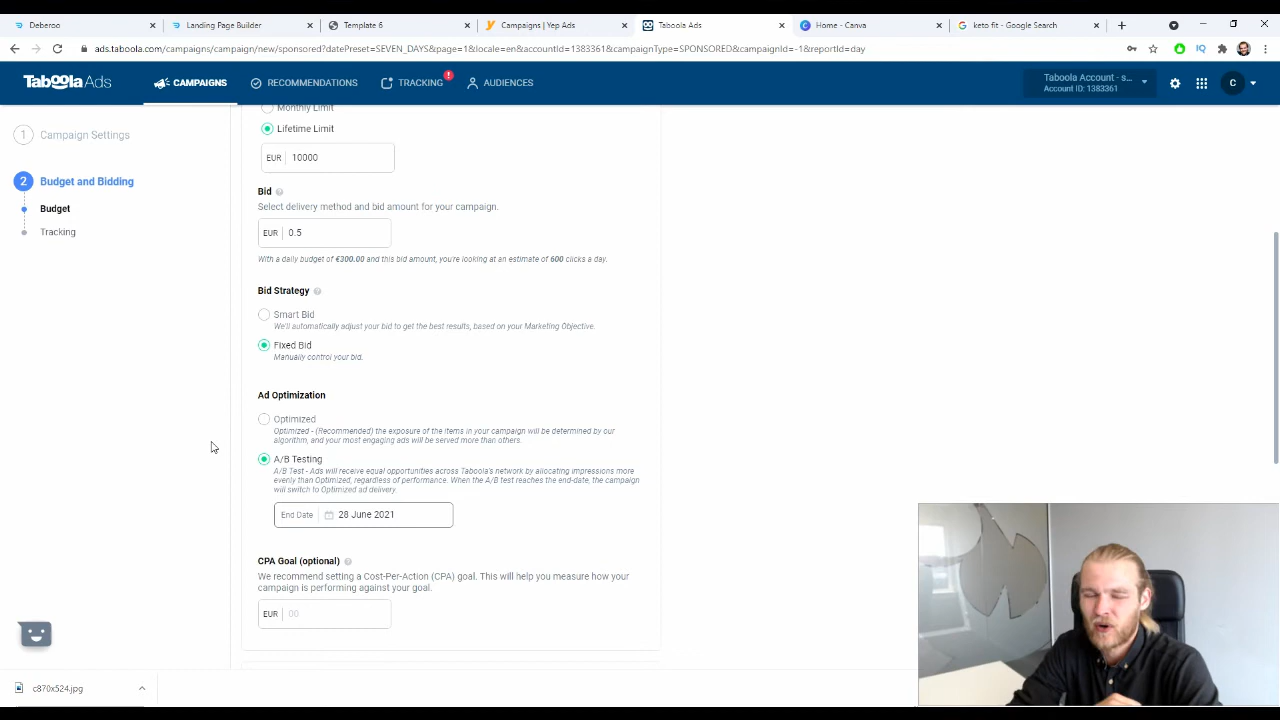 Deberoo
Landing Page Builder
Template 6
Campaigns | Yep Ads
Taboola Ads
Home - Canva
keto fit - Google Search
ads.taboola.com/campaigns/campaign/new/sponsored?datePreset=SEVEN_DAYS&page=1&locale=en&accountId=1383361&campaignType=SPONSORED&campaignId=-1&reportId=day
Taboola Ads
CAMPAIGNS
RECOMMENDATIONS
TRACKING
AUDIENCES
Taboola Account - s...
Account ID: 1383361
C
1 Campaign Settings
2 Budget and Bidding
Budget
Tracking
Monthly Limit
Lifetime Limit
EUR 10000
Bid
Select delivery method and bid amount for your campaign.
EUR 0.5
With a daily budget of €300.00 and this bid amount, you're looking at an estimate of 600 clicks a day.
Bid Strategy
Smart Bid
We'll automatically adjust your bid to get the best results, based on your Marketing Objective.
Fixed Bid
Manually control your bid.
Ad Optimization
Optimized
Optimized - (Recommended) the exposure of the items in your campaign will be determined by our
algorithm, and your most engaging ads will be served more than others.
A/B Testing
A/B Test - Ads will receive equal opportunities across Taboola's network by allocating impressions more
evenly than Optimized, regardless of performance. When the A/B test reaches the end-date, the campaign
will switch to Optimized ad delivery.
End Date 28 June 2021
CPA Goal (optional)
We recommend setting a Cost-Per-Action (CPA) goal. This will help you measure how your
campaign is performing against your goal.
EUR 00
c870x524.jpg